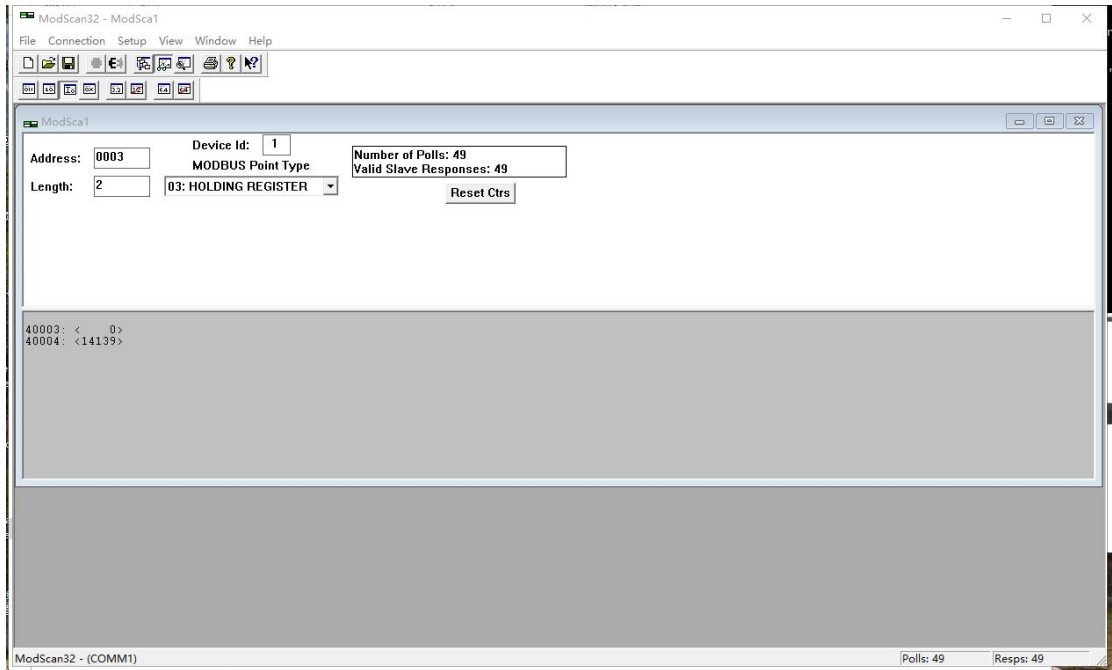 ModScan32 - ModSca1
File Connection Setup View Window Help
ModSca1
Address: 0003
Device Id: 1
MODBUS Point Type
Length: 2
03: HOLDING REGISTER
Number of Polls: 49
Valid Slave Responses: 49
Reset Ctrs
40003: <    0>
40004: <14139>
ModScan32 - (COMM1)
Polls: 49
Resps: 49